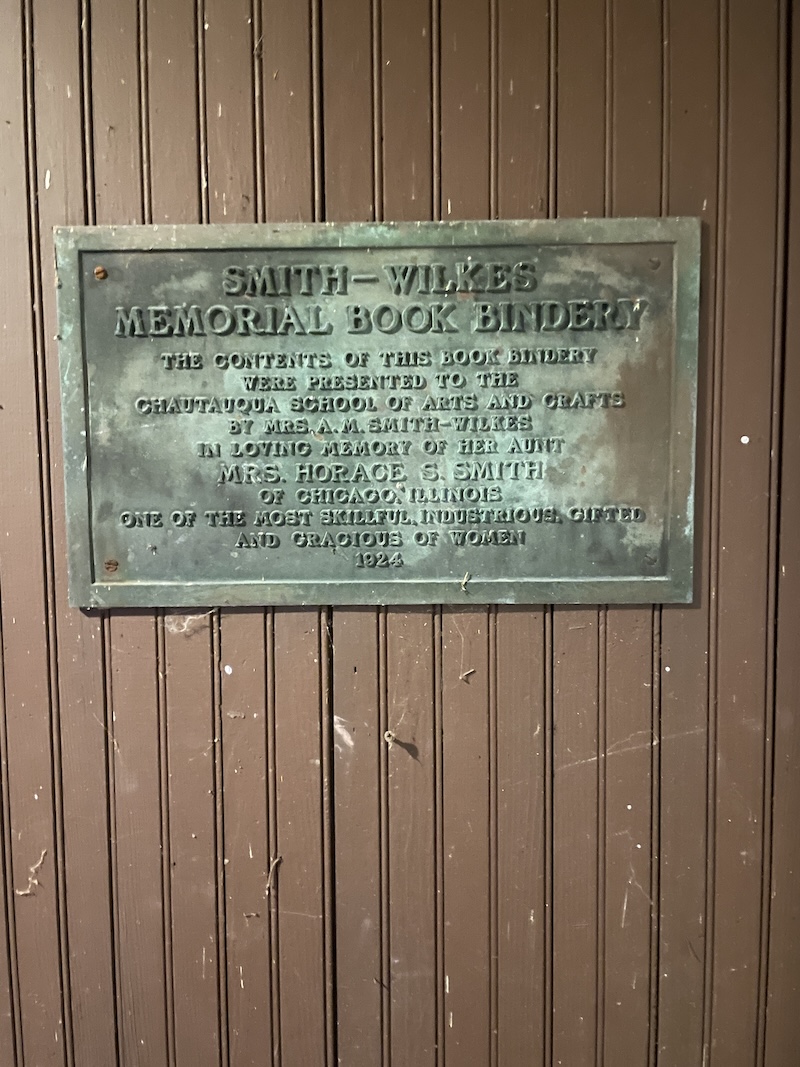 SMITH-WILKES
MEMORIAL BOOK BINDERY
THE CONTENTS OF THIS BOOK BINDERY
WERE PRESENTED TO THE
CHAUTAUQUA SCHOOL OF ARTS AND CRAFTS
BY MRS. A. M. SMITH-WILKES
IN LOVING MEMORY OF HER AUNT
MRS. HORACE S. SMITH
OF CHICAGO, ILLINOIS
ONE OF THE MOST SKILLFUL, INDUSTRIOUS, GIFTED
AND GRACIOUS OF WOMEN
1924